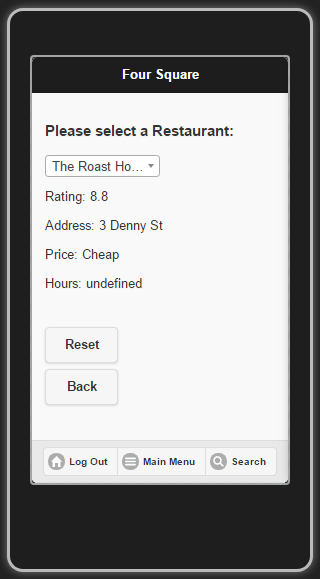 Four Square
Please select a Restaurant:
The Roast Ho...
Rating: 8.8
Address: 3 Denny St
Price: Cheap
Hours: undefined
Reset
Back
Log Out Main Menu Search